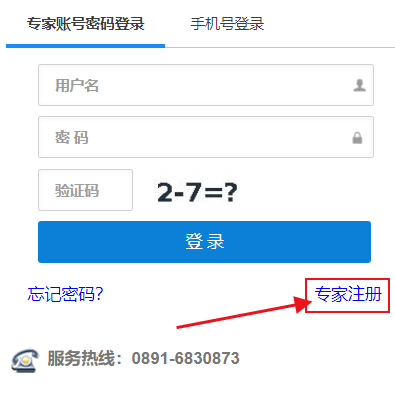 专家账号密码登录 手机号登录
用户名
密 码
验证码 2-7=?
登 录
忘记密码? 专家注册
服务热线：0891-6830873